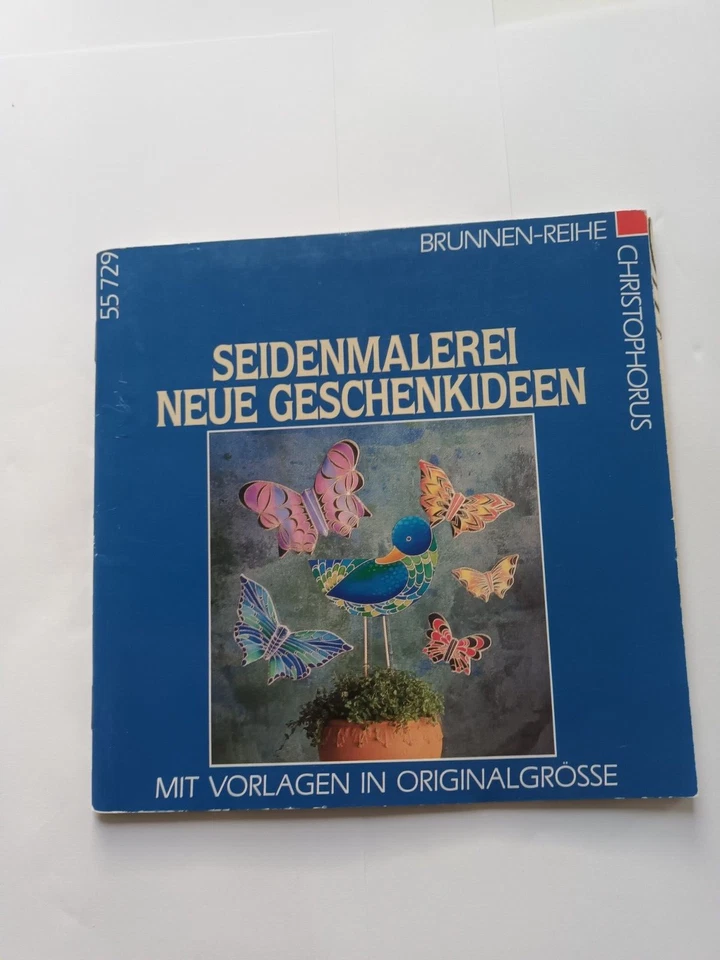 55 729
BRUNNEN-REIHE
CHRISTOPHORUS
SEIDENMALEREI
NEUE GESCHENKIDEEN
MIT VORLAGEN IN ORIGINALGRÖSSE